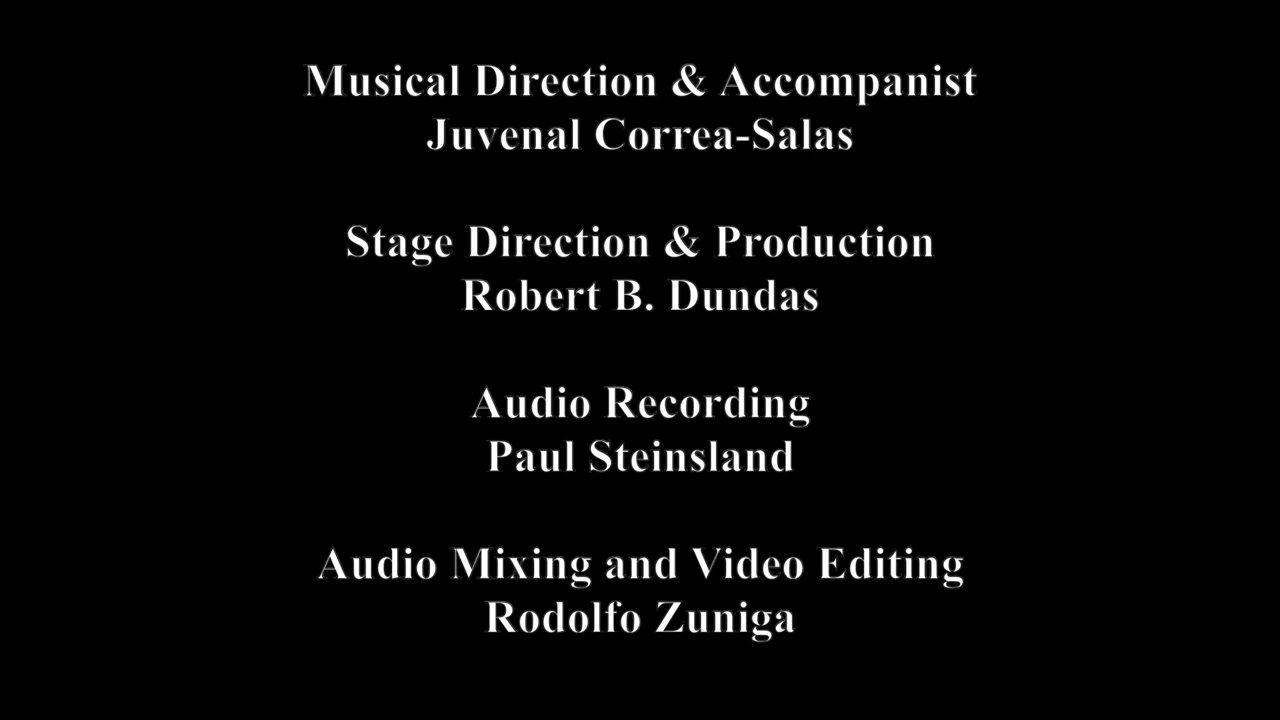 Musical Direction & Accompanist
Juvenal Correa-Salas
Stage Direction & Production
Robert B. Dundas
Audio Recording
Paul Steinsland
Audio Mixing and Video Editing
Rodolfo Zuniga